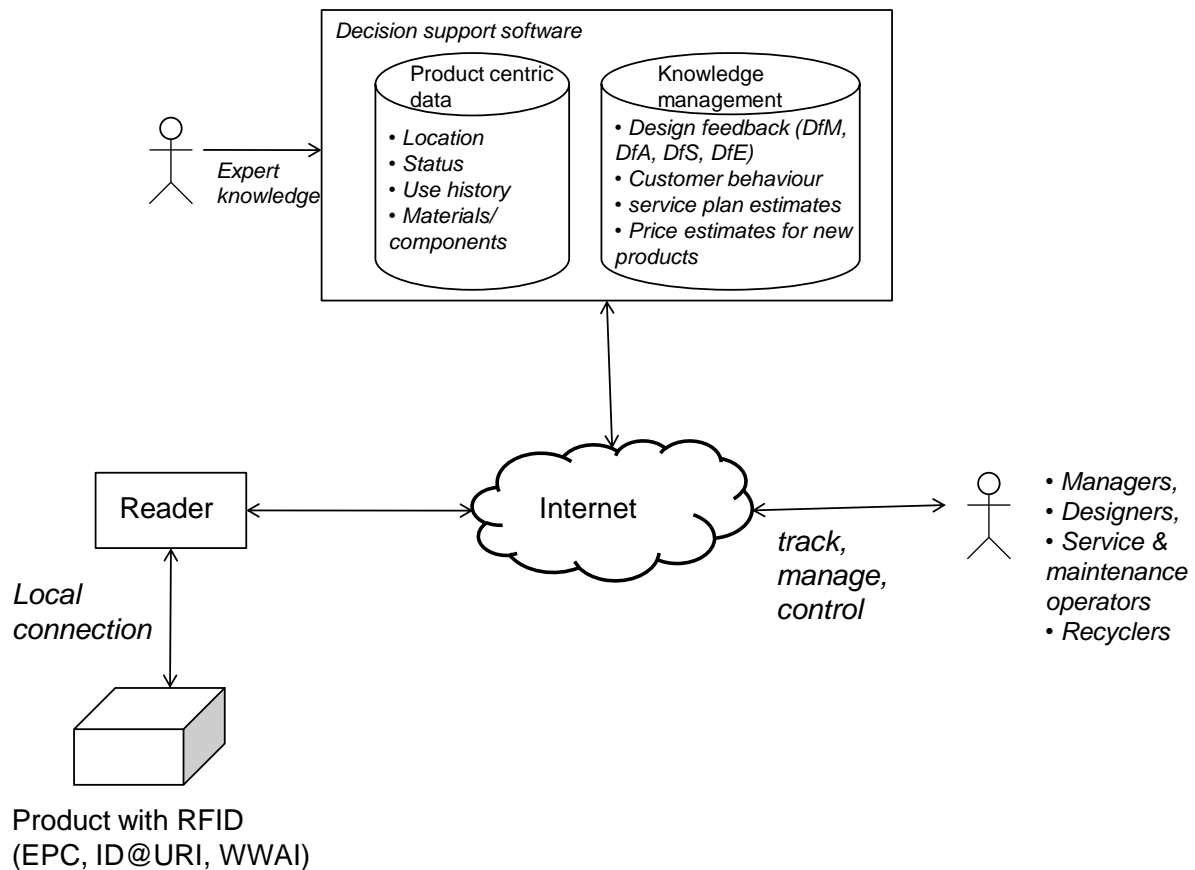 Decision support software
Product centric
data
• Location
• Status
• Use history
• Materials/
components
Knowledge
management
• Design feedback (DfM,
DfA, DfS, DfE)
• Customer behaviour
• service plan estimates
• Price estimates for new
products
Expert
knowledge
Reader
Internet
track,
manage,
control
• Managers,
• Designers,
• Service &
maintenance
operators
• Recyclers
Local
connection
Product with RFID
(EPC, ID@URI, WWAI)